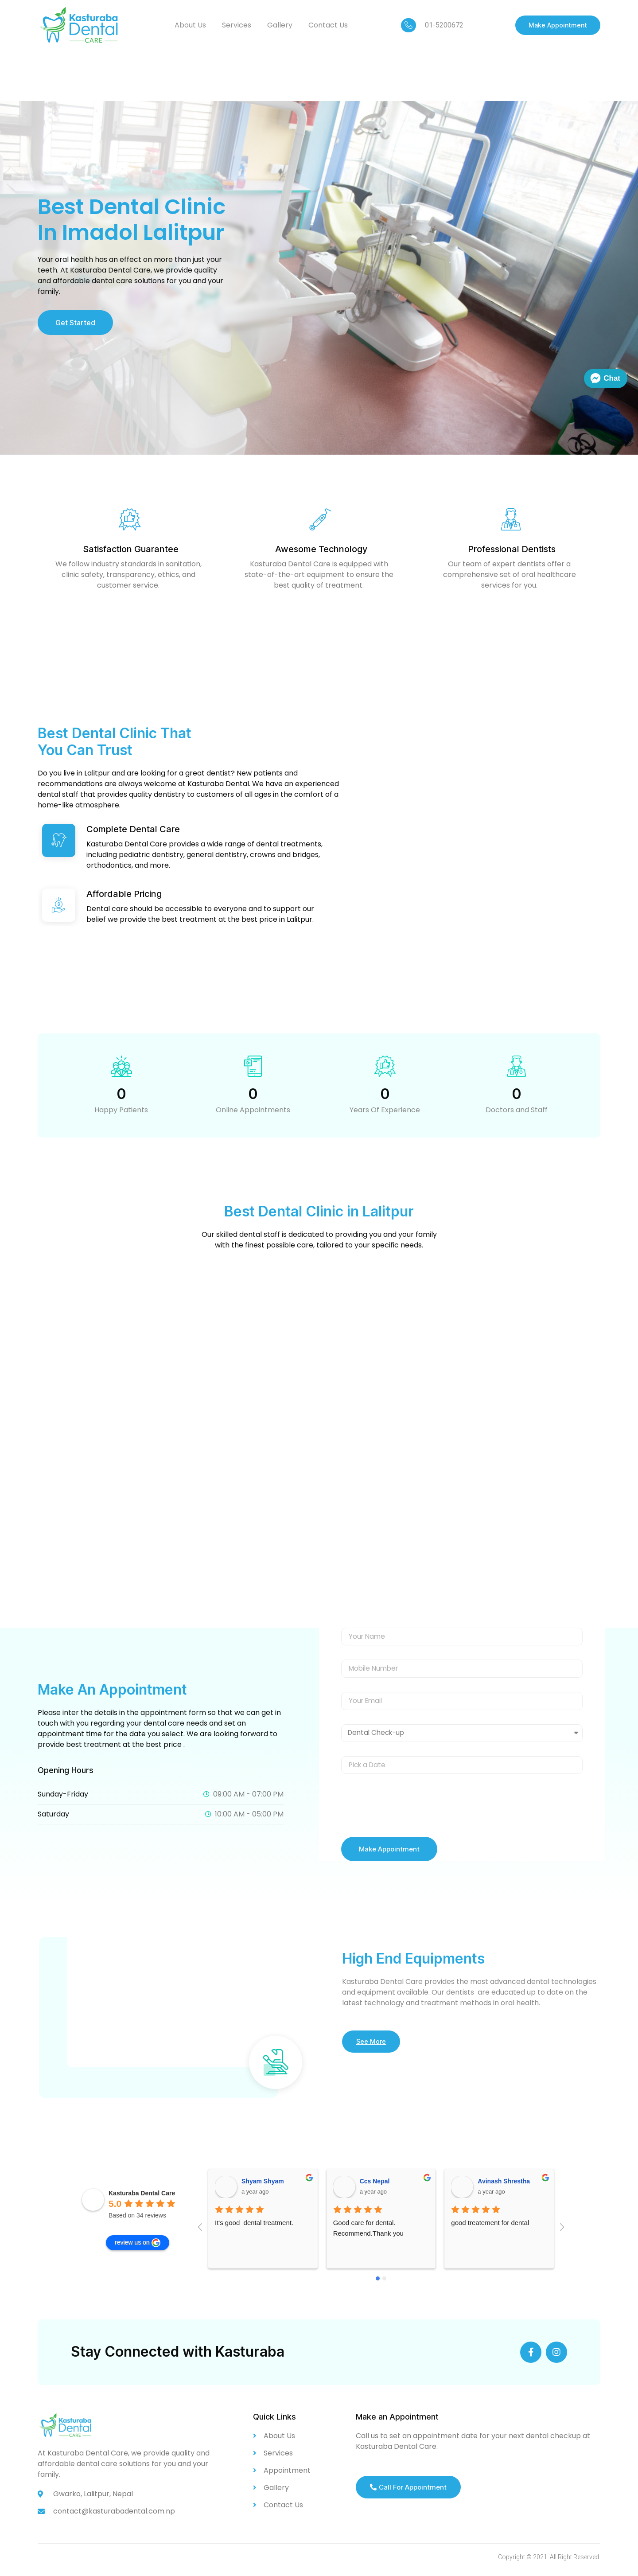 Kasturaba
Dental
CARE
About Us
Services
Gallery
Contact Us
01-5200672
Make Appointment
Best Dental Clinic
In Imadol Lalitpur
Your oral health has an effect on more than just your
teeth. At Kasturaba Dental Care, we provide quality
and affordable dental care solutions for you and your
family.
Get Started
Chat
Satisfaction Guarantee
We follow industry standards in sanitation,
clinic safety, transparency, ethics, and
customer service.
Awesome Technology
Kasturaba Dental Care is equipped with
state-of-the-art equipment to ensure the
best quality of treatment.
Professional Dentists
Our team of expert dentists offer a
comprehensive set of oral healthcare
services for you.
Best Dental Clinic That
You Can Trust
Do you live in Lalitpur and are looking for a great dentist? New patients and
recommendations are always welcome at Kasturaba Dental. We have an experienced
dental staff that provides quality dentistry to customers of all ages in the comfort of a
home-like atmosphere.
Complete Dental Care
Kasturaba Dental Care provides a wide range of dental treatments,
including pediatric dentistry, general dentistry, crowns and bridges,
orthodontics, and more.
Affordable Pricing
Dental care should be accessible to everyone and to support our
belief we provide the best treatment at the best price in Lalitpur.
0
Happy Patients
0
Online Appointments
0
Years Of Experience
0
Doctors and Staff
Best Dental Clinic in Lalitpur
Our skilled dental staff is dedicated to providing you and your family
with the finest possible care, tailored to your specific needs.
Make An Appointment
Please inter the details in the appointment form so that we can get in
touch with you regarding your dental care needs and set an
appointment time for the date you select. We are looking forward to
provide best treatment at the best price .
Opening Hours
Sunday-Friday
09:00 AM - 07:00 PM
Saturday
10:00 AM - 05:00 PM
Your Name
Mobile Number
Your Email
Dental Check-up
Pick a Date
Make Appointment
High End Equipments
Kasturaba Dental Care provides the most advanced dental technologies
and equipment available. Our dentists are educated up to date on the
latest technology and treatment methods in oral health.
See More
Kasturaba Dental Care
5.0
Based on 34 reviews
review us on
Shyam Shyam
a year ago
It's good dental treatment.
Ccs Nepal
a year ago
Good care for dental.
Recommend.Thank you
Avinash Shrestha
a year ago
good treatement for dental
Stay Connected with Kasturaba
Kasturaba
Dental
CARE
At Kasturaba Dental Care, we provide quality and
affordable dental care solutions for you and your
family.
Gwarko, Lalitpur, Nepal
contact@kasturabadental.com.np
Quick Links
About Us
Services
Appointment
Gallery
Contact Us
Make an Appointment
Call us to set an appointment date for your next dental checkup at
Kasturaba Dental Care.
Call For Appointment
Copyright © 2021. All Right Reserved.